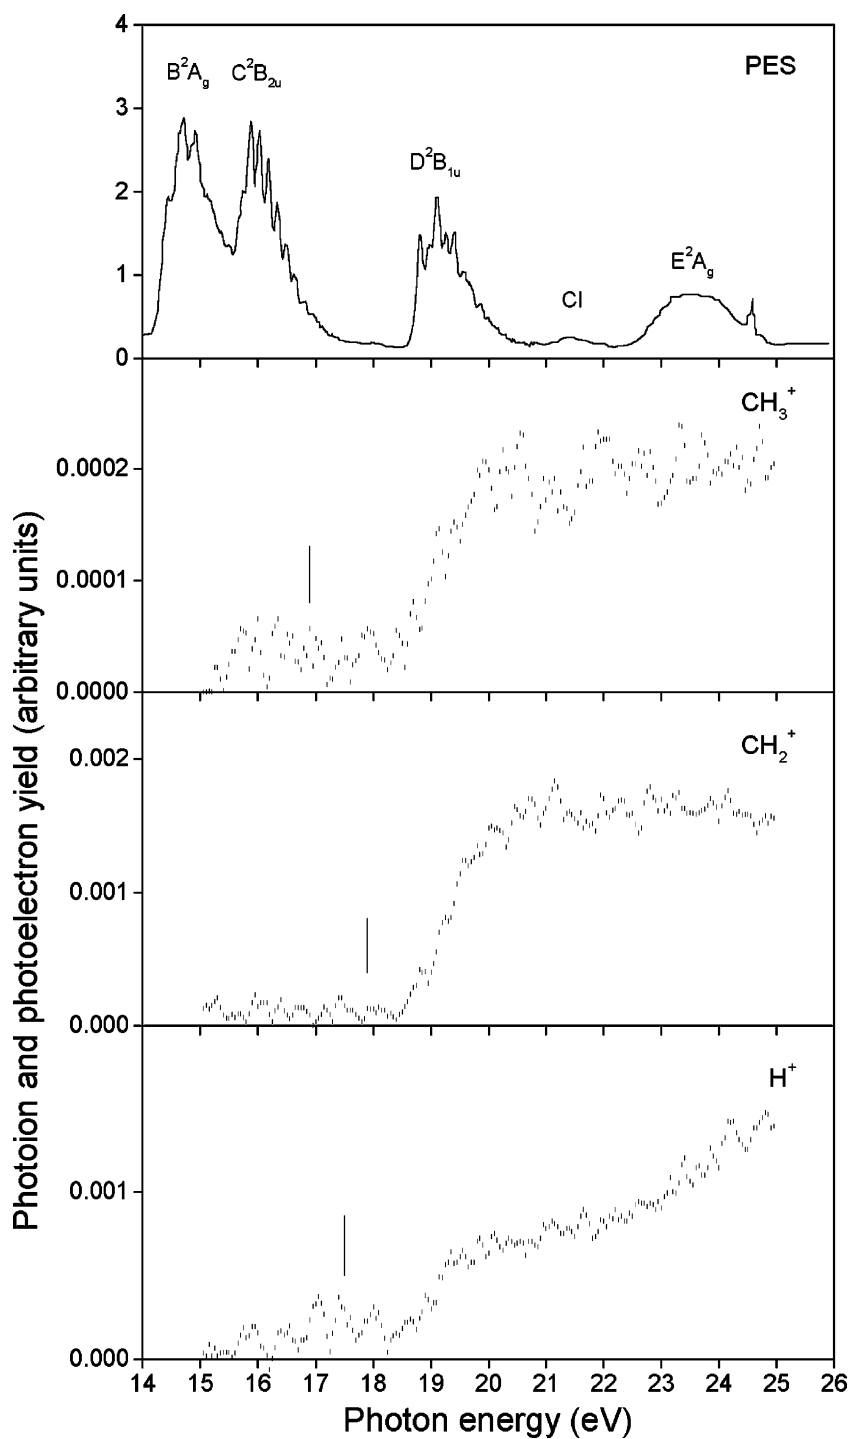 4
B²A_g C²B_2u PES
3
D²B_1u
2
E²A_g
CI
1
0
CH₃⁺
0.0002
0.0001
0.0000
CH₂⁺
0.002
0.001
0.000
H⁺
0.001
0.000
14 15 16 17 18 19 20 21 22 23 24 25 26
Photon energy (eV)
Photoion and photoelectron yield (arbitrary units)